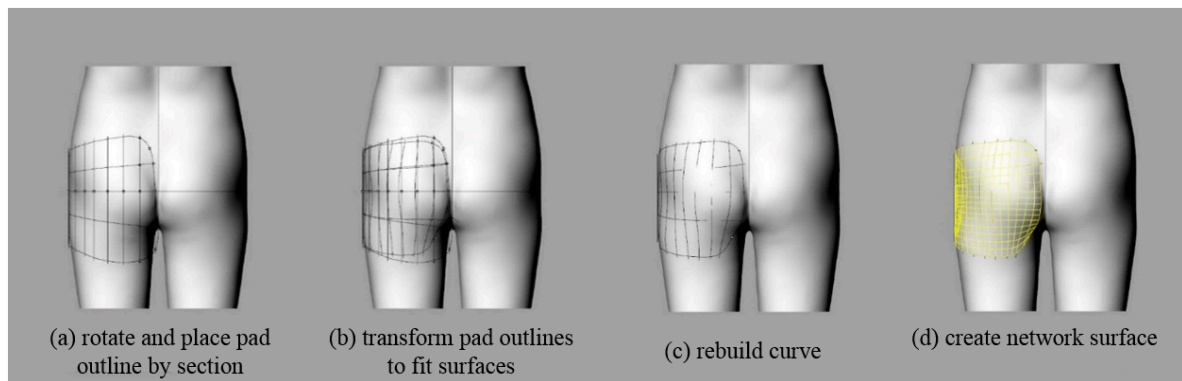 (a) rotate and place pad
outline by section
(b) transform pad outlines
to fit surfaces
(c) rebuild curve
(d) create network surface